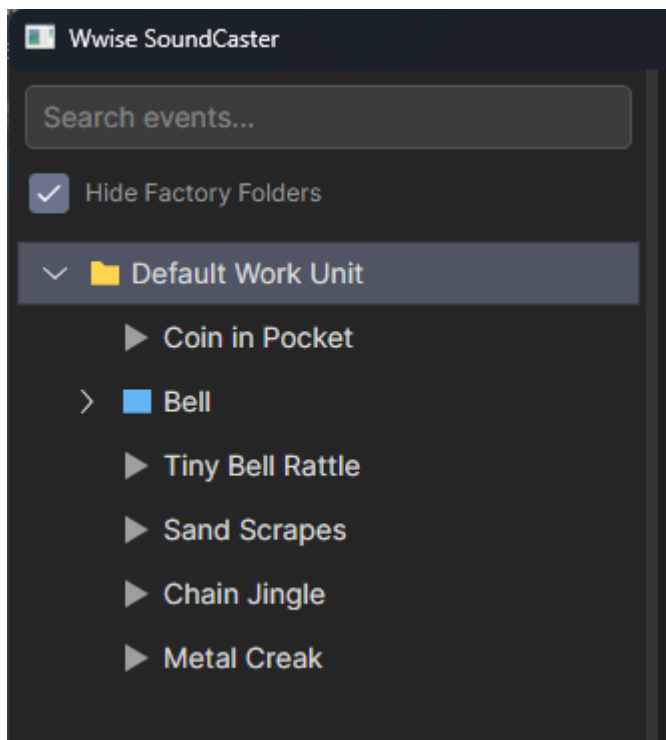 Wwise SoundCaster
Search events...
Hide Factory Folders
Default Work Unit
Coin in Pocket
Bell
Tiny Bell Rattle
Sand Scrapes
Chain Jingle
Metal Creak